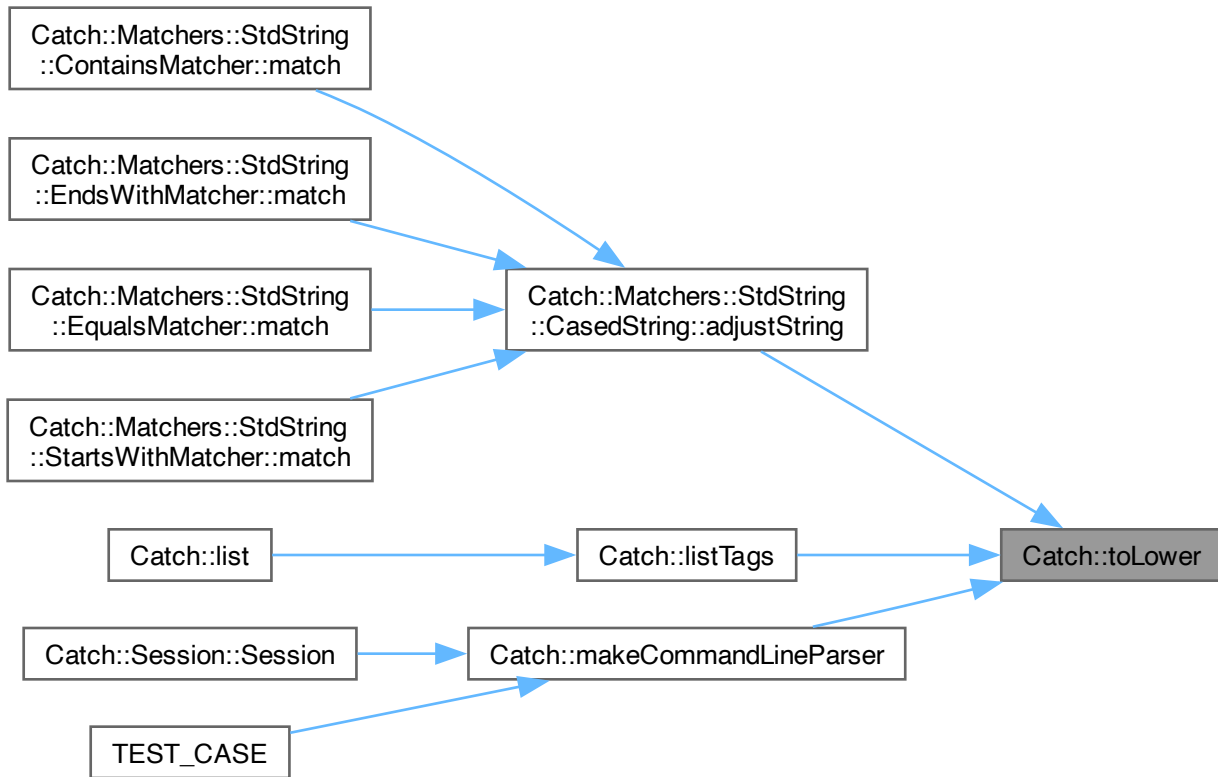 Catch::Matchers::StdString
::ContainsMatcher::match
Catch::Matchers::StdString
::EndsWithMatcher::match
Catch::Matchers::StdString
::EqualsMatcher::match
Catch::Matchers::StdString
::CasedString::adjustString
Catch::Matchers::StdString
::StartsWithMatcher::match
Catch::list
Catch::listTags
Catch::toLower
Catch::Session::Session
Catch::makeCommandLineParser
TEST_CASE